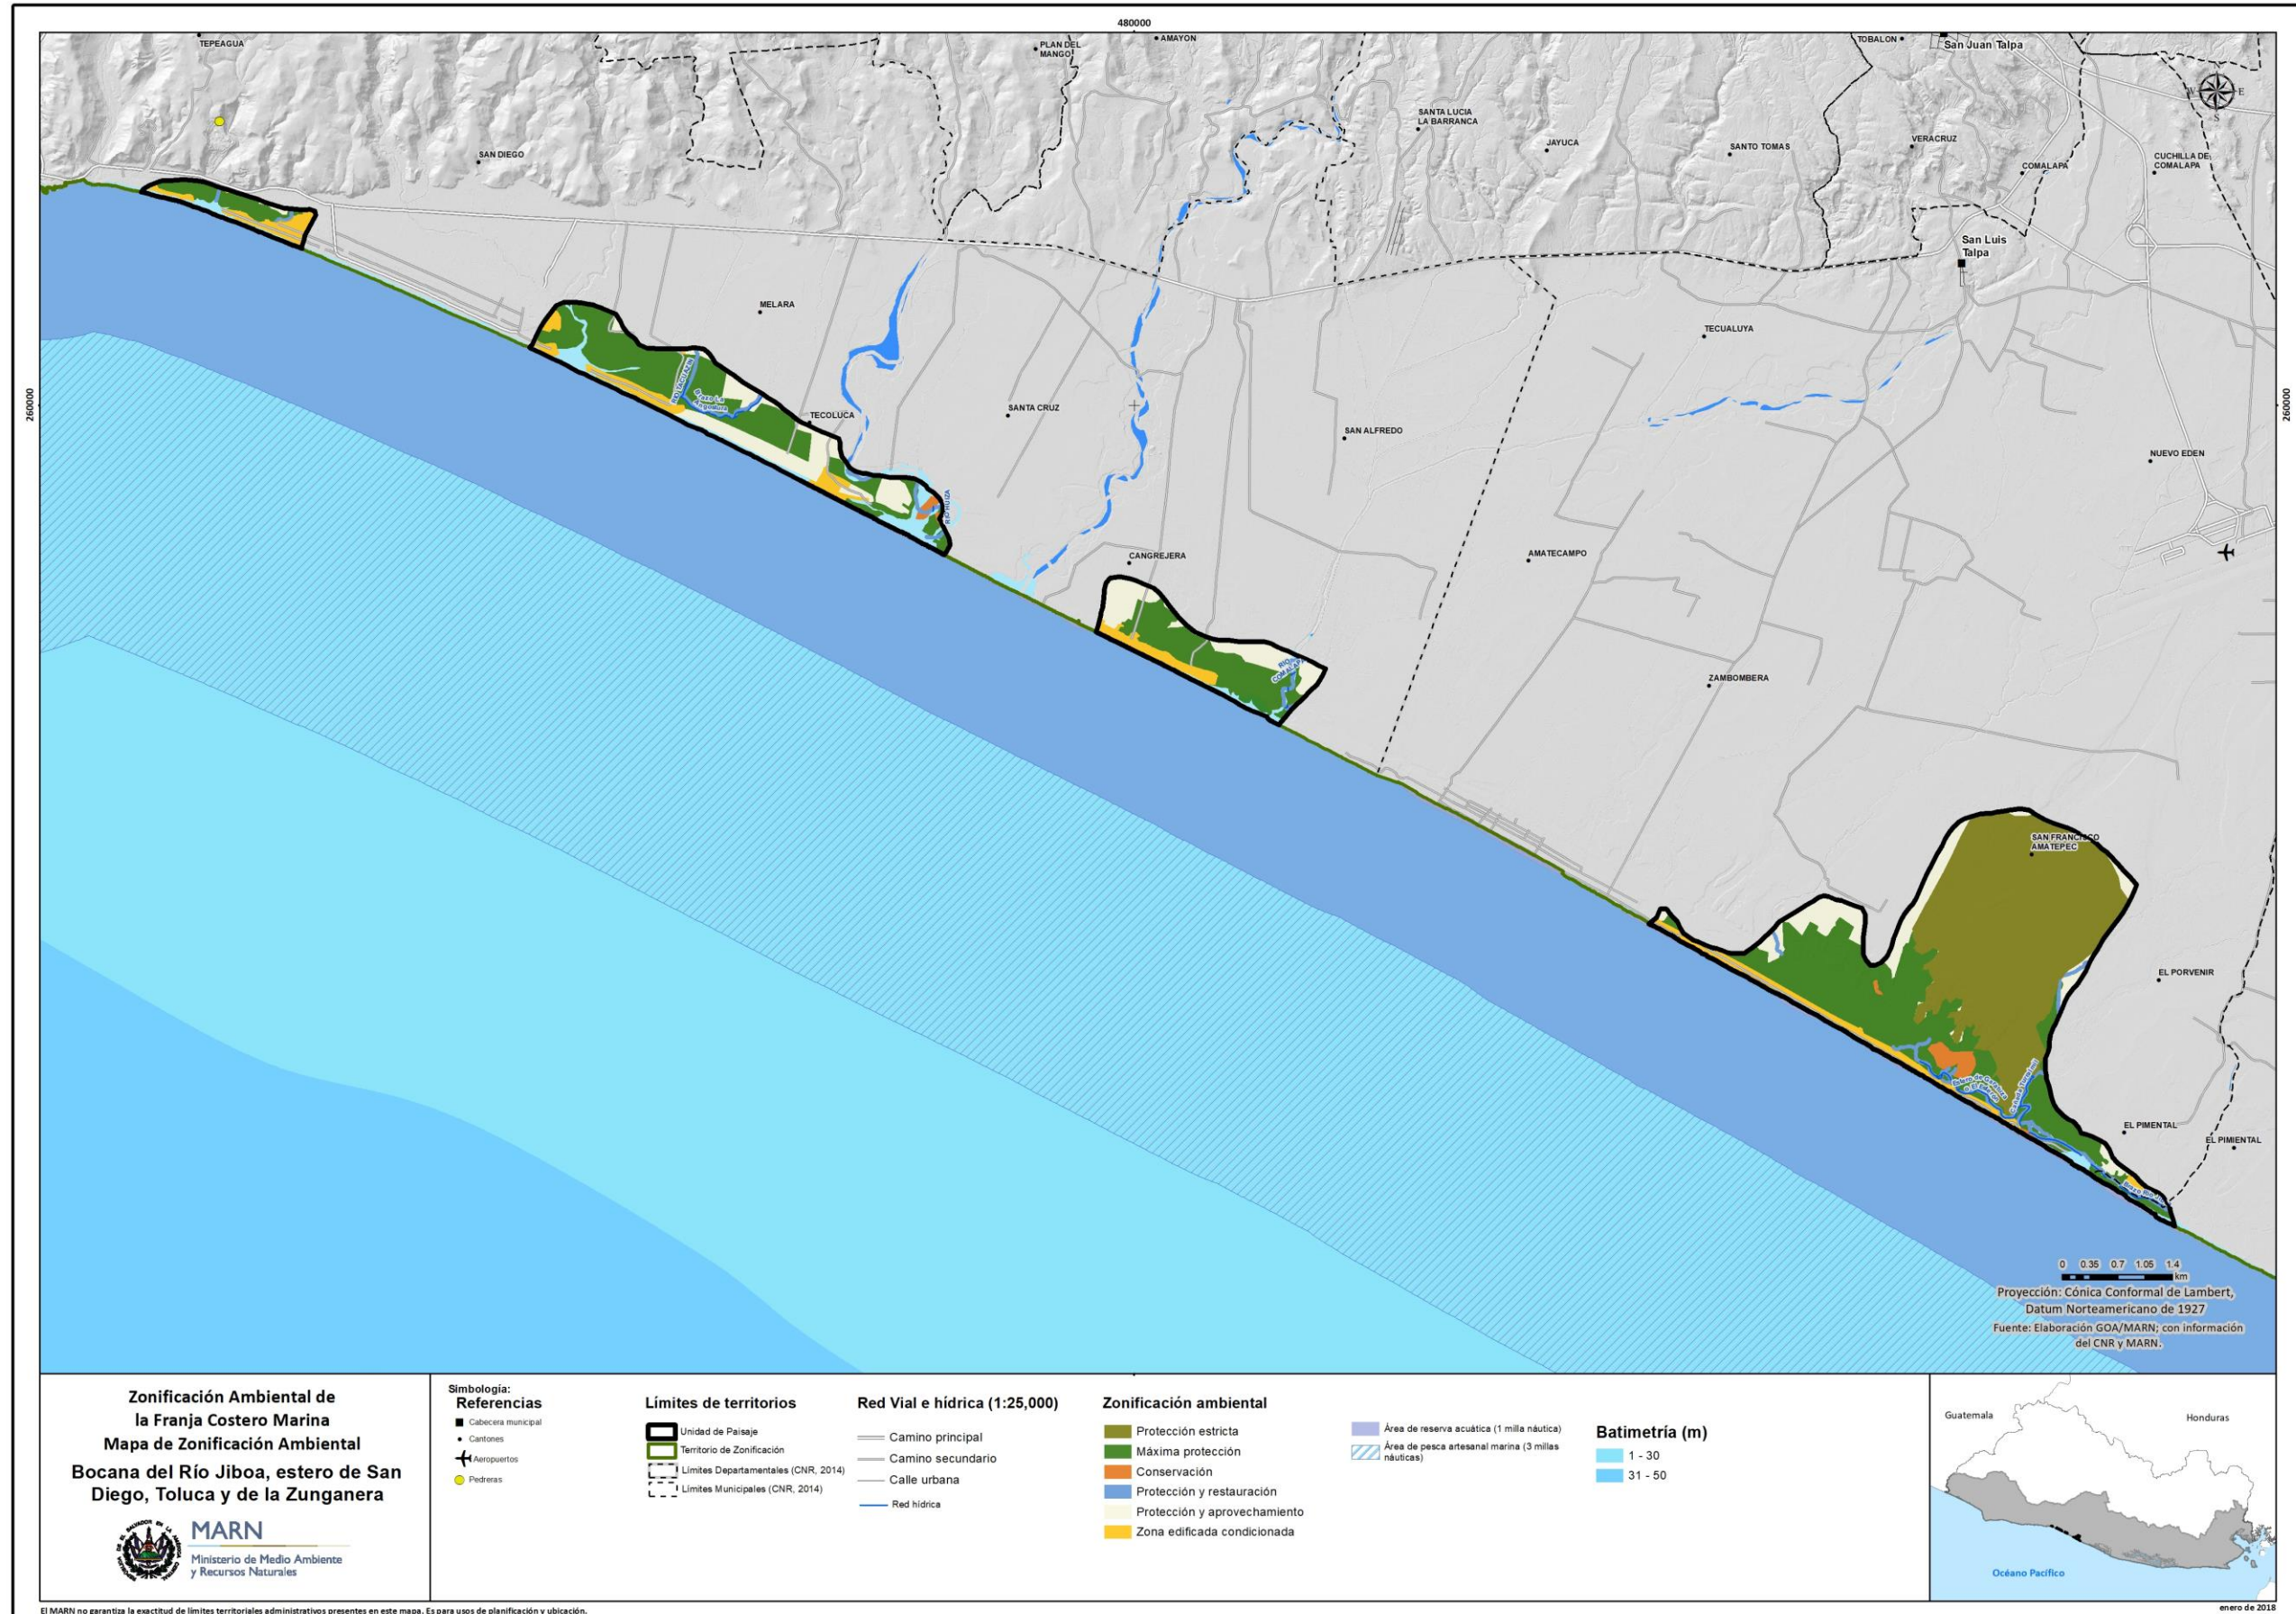 480000
TEPEAGUA
PLAN DEL
MANGO
AMAYON
TOBALON
San Juan Talpa
N
W
E
S
SANTA LUCIA
LA BARRANCA
JAYUCA
SANTO TOMAS
VERACRUZ
COMALAPA
CUCHILLA DE
COMALAPA
SAN DIEGO
San Luis
Talpa
MELARA
TECUALUYA
260000
260000
RIO TACUAZIN
TECOLUCA
SANTA CRUZ
SAN ALFREDO
NUEVO EDEN
RIO HUIZA
CANGREJERA
AMATECAMPO
RIO
COMALAPA
ZAMBOMBERA
SAN FRANCISCO
AMATEPEC
EL PORVENIR
EL PIMENTAL
EL PIMIENTAL
0 0.35 0.7 1.05 1.4
km
Proyección: Cónica Conformal de Lambert,
Datum Norteamericano de 1927
Fuente: Elaboración GOA/MARN; con información
del CNR y MARN.
Zonificación Ambiental de
la Franja Costero Marina
Mapa de Zonificación Ambiental
Bocana del Río Jiboa, estero de San
Diego, Toluca y de la Zunganera
MARN
Ministerio de Medio Ambiente
y Recursos Naturales
Simbología:
Referencias
Cabecera municipal
Cantones
Aeropuertos
Pedreras
Límites de territorios
Unidad de Paisaje
Territorio de Zonificación
Límites Departamentales (CNR, 2014)
Límites Municipales (CNR, 2014)
Red Vial e hídrica (1:25,000)
Camino principal
Camino secundario
Calle urbana
Red hídrica
Zonificación ambiental
Protección estricta
Máxima protección
Conservación
Protección y restauración
Protección y aprovechamiento
Zona edificada condicionada
Área de reserva acuática (1 milla náutica)
Área de pesca artesanal marina (3 millas
náuticas)
Batimetría (m)
1 - 30
31 - 50
Guatemala
Honduras
Océano Pacífico
El MARN no garantiza la exactitud de límites territoriales administrativos presentes en este mapa. Es para usos de planificación y ubicación.
enero de 2018